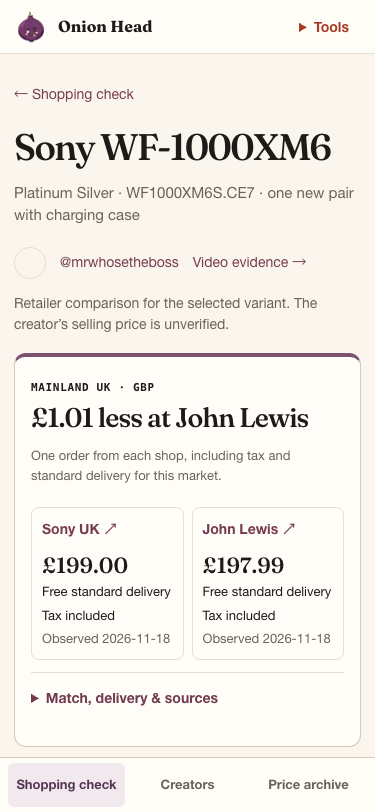 Onion Head
▶ Tools
← Shopping check
Sony WF-1000XM6
Platinum Silver · WF1000XM6S.CE7 · one new pair
with charging case
@mrwhosetheboss Video evidence →
Retailer comparison for the selected variant. The
creator’s selling price is unverified.
MAINLAND UK · GBP
£1.01 less at John Lewis
One order from each shop, including tax and
standard delivery for this market.
Sony UK ↗
£199.00
Free standard delivery
Tax included
Observed 2026-11-18
John Lewis ↗
£197.99
Free standard delivery
Tax included
Observed 2026-11-18
▶ Match, delivery & sources
Shopping check
Creators
Price archive